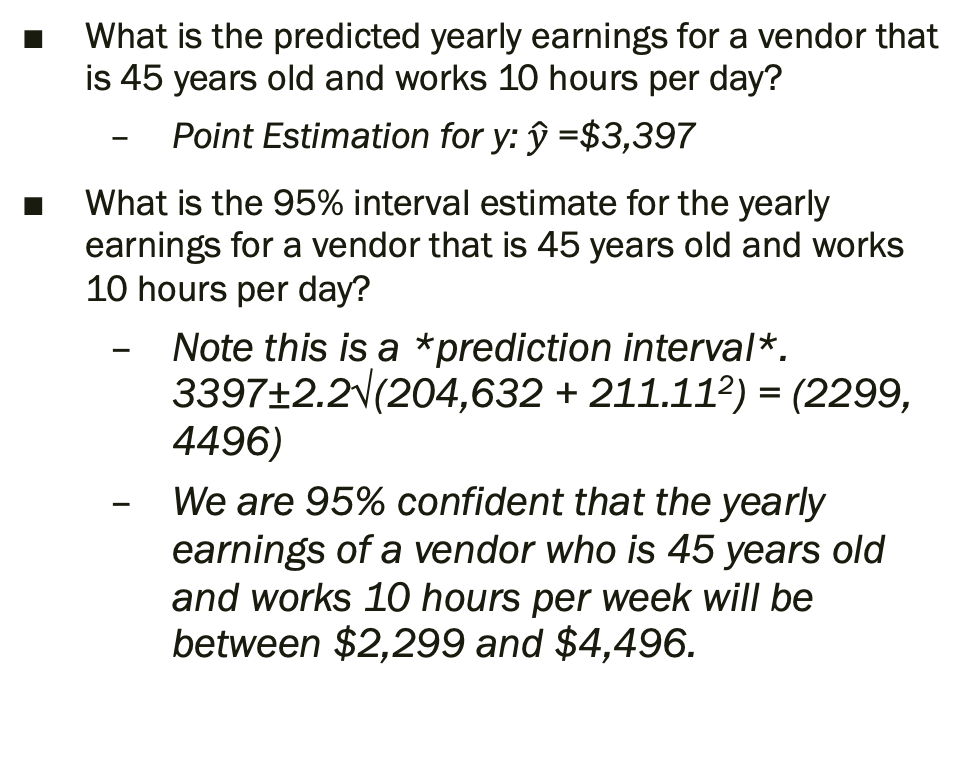 ■ What is the predicted yearly earnings for a vendor that
is 45 years old and works 10 hours per day?
– Point Estimation for y: ŷ =$3,397
■ What is the 95% interval estimate for the yearly
earnings for a vendor that is 45 years old and works
10 hours per day?
– Note this is a *prediction interval*.
3397±2.2√(204,632 + 211.11²) = (2299,
4496)
– We are 95% confident that the yearly
earnings of a vendor who is 45 years old
and works 10 hours per week will be
between $2,299 and $4,496.